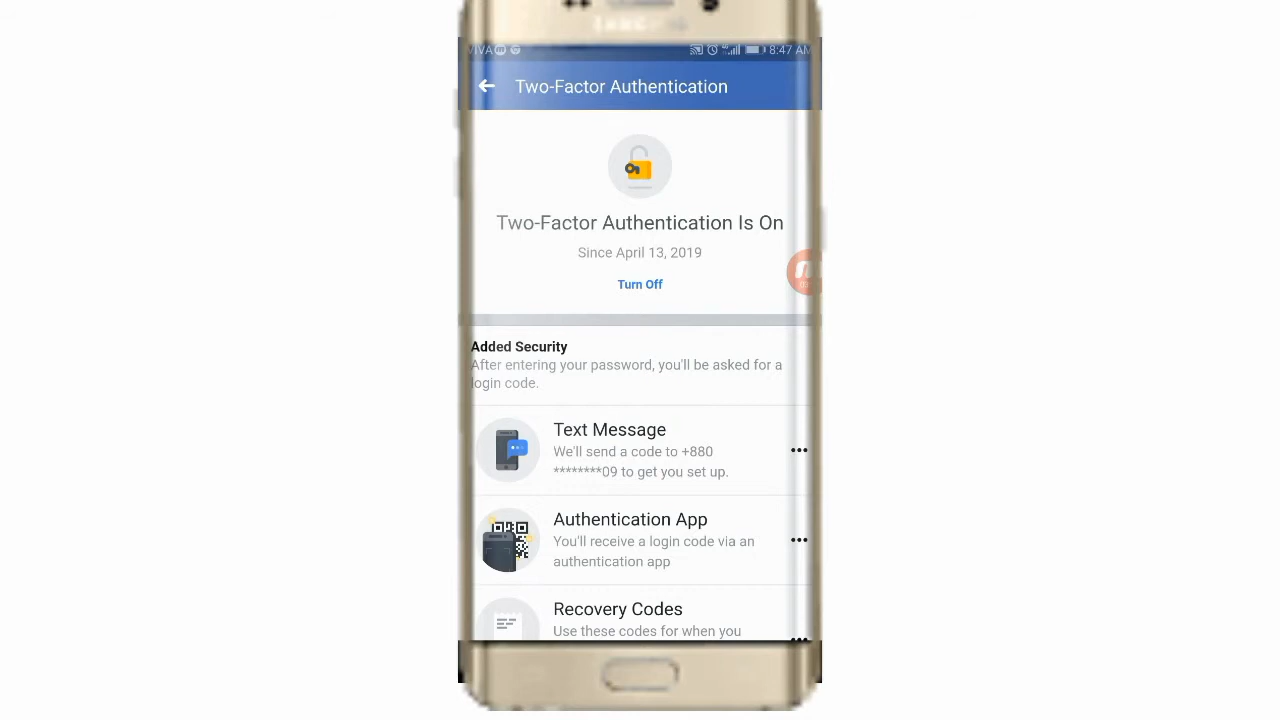 VIVA
8:47 AM
Two-Factor Authentication
Two-Factor Authentication Is On
Since April 13, 2019
Turn Off
Added Security
After entering your password, you'll be asked for a
login code.
Text Message
We'll send a code to +880
********09 to get you set up.
Authentication App
You'll receive a login code via an
authentication app
Recovery Codes
Use these codes for when you